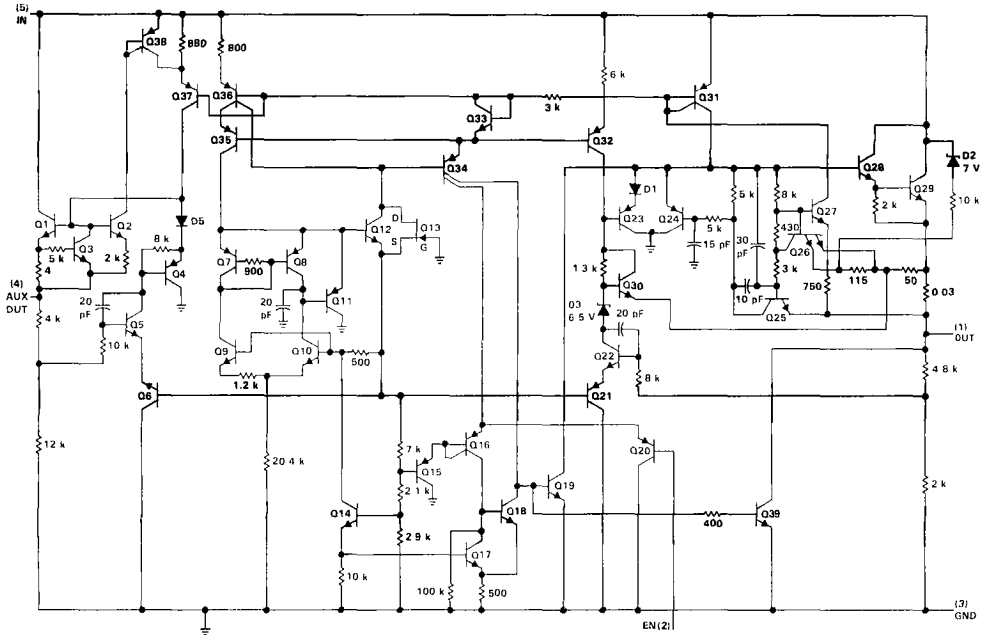 (5)
IN
Q38
880
800
Q37
Q36
Q35
Q33
3 k
6 k
Q31
Q32
Q34
Q28
Q29
D2
7 V
2 k
10 k
D1
5 k
8 k
Q27
Q23
Q24
5 k
15 pF
30
pF
430
Q26
3 k
10 pF
750
115
50
0 03
Q25
Q1
Q2
Q3
5 k
2 k
4
D5
8 k
Q4
(4)
AUX
OUT
20
pF
4 k
Q5
10 k
Q12
D
S
G
Q13
Q7
900
Q8
20
pF
Q11
Q9
Q10
500
1.2 k
1 3 k
Q30
03
6 5 V
20 pF
Q22
8 k
(1)
OUT
4 8 k
Q6
Q21
12 k
20 4 k
7 k
Q15
Q16
2 1 k
Q14
2 9 k
Q18
Q19
Q20
400
Q39
2 k
10 k
Q17
100 k
500
EN(2)
(3)
GND